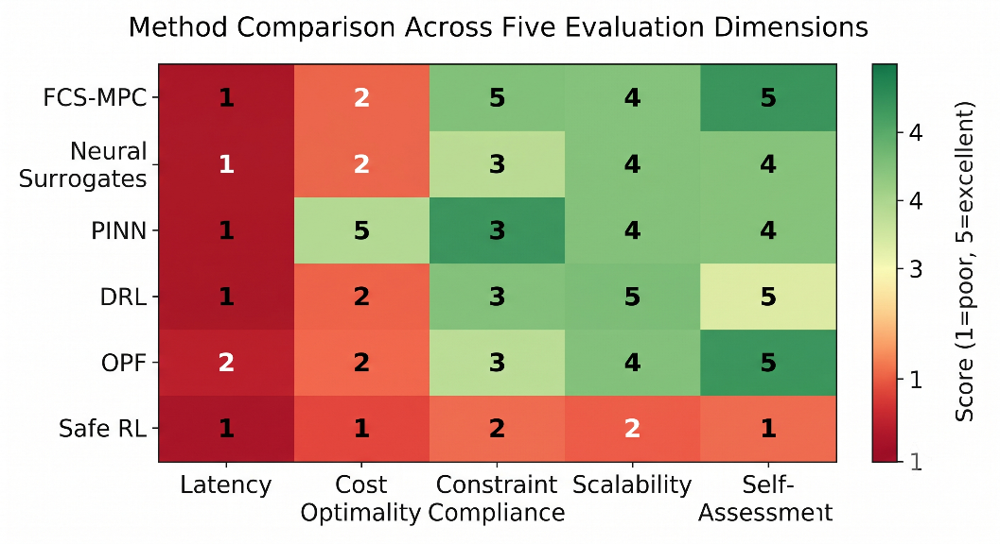 Method Comparison Across Five Evaluation Dimensions
FCS-MPC 1 2 5 4 5
Neural
Surrogates 1 2 3 4 4
PINN 1 5 3 4 4
DRL 1 2 3 5 5
OPF 2 2 3 4 5
Safe RL 1 1 2 2 1
Latency Cost Constraint Scalability Self-
Optimality Compliance Assessment
4
4
3
1
1
Score (1=poor, 5=excellent)